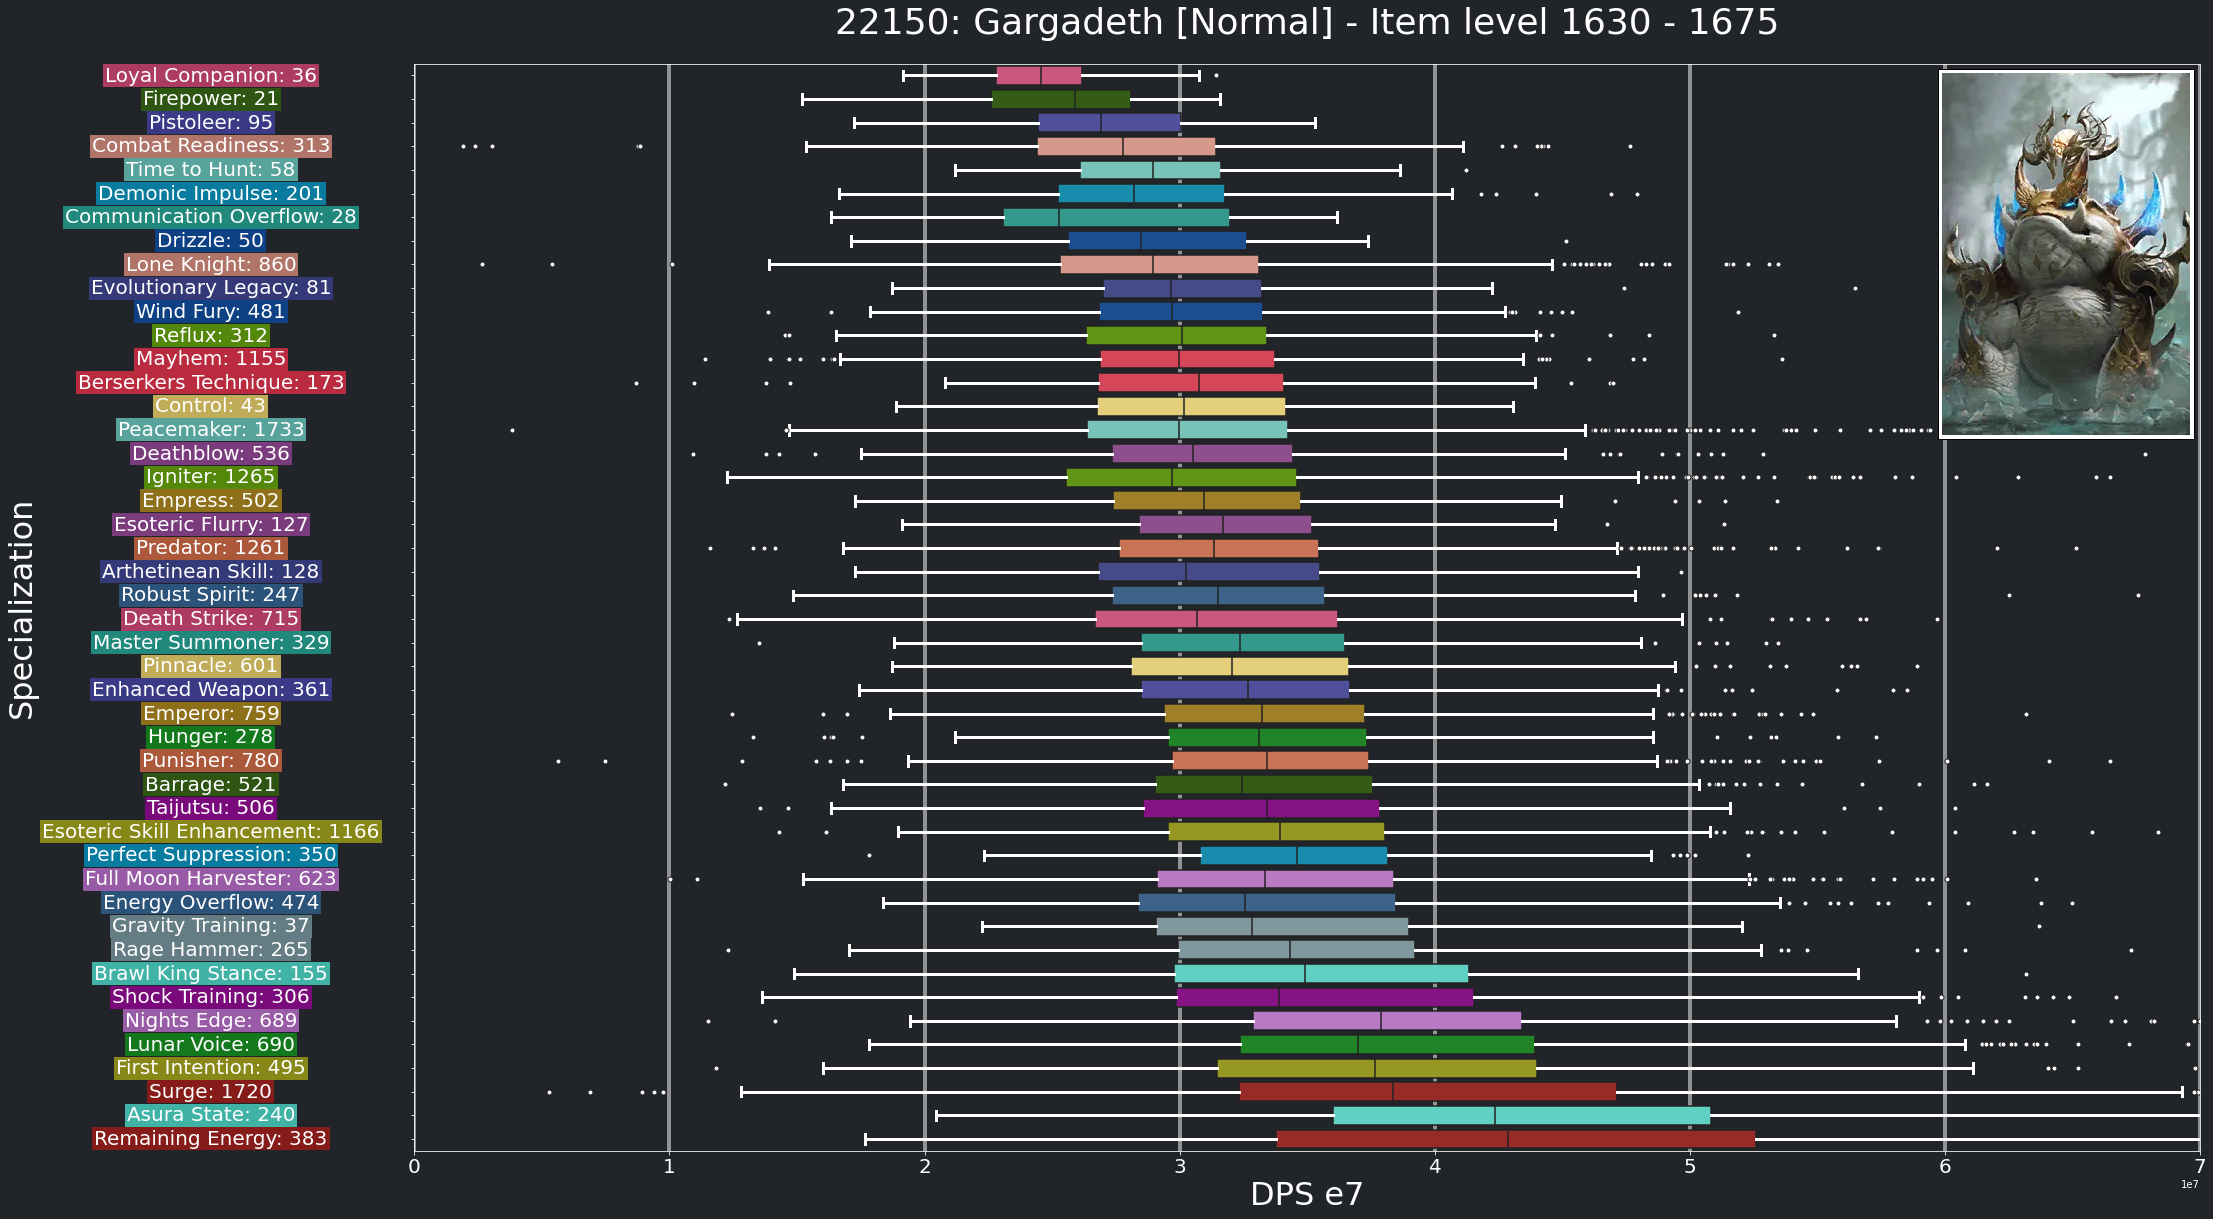 22150: Gargadeth [Normal] - Item level 1630 - 1675
Specialization
Loyal Companion: 36
Firepower: 21
Pistoleer: 95
Combat Readiness: 313
Time to Hunt: 58
Demonic Impulse: 201
Communication Overflow: 28
Drizzle: 50
Lone Knight: 860
Evolutionary Legacy: 81
Wind Fury: 481
Reflux: 312
Mayhem: 1155
Berserkers Technique: 173
Control: 43
Peacemaker: 1733
Deathblow: 536
Igniter: 1265
Empress: 502
Esoteric Flurry: 127
Predator: 1261
Arthetinean Skill: 128
Robust Spirit: 247
Death Strike: 715
Master Summoner: 329
Pinnacle: 601
Enhanced Weapon: 361
Emperor: 759
Hunger: 278
Punisher: 780
Barrage: 521
Taijutsu: 506
Esoteric Skill Enhancement: 1166
Perfect Suppression: 350
Full Moon Harvester: 623
Energy Overflow: 474
Gravity Training: 37
Rage Hammer: 265
Brawl King Stance: 155
Shock Training: 306
Nights Edge: 689
Lunar Voice: 690
First Intention: 495
Surge: 1720
Asura State: 240
Remaining Energy: 383
0 1 2 3 4 5 6 7
1e7
DPS e7